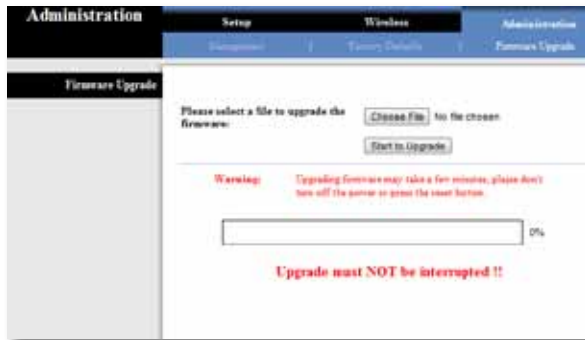 Administration
Setup Wireless Administration
Management | Factory Defaults | Firmware Upgrade
Firmware Upgrade
Please select a file to upgrade the
firmware:
Choose File No file chosen
Start to Upgrade
Warning: Upgrading firmware may take a few minutes, please don't
turn off the power or press the reset button.
0%
Upgrade must NOT be interrupted !!